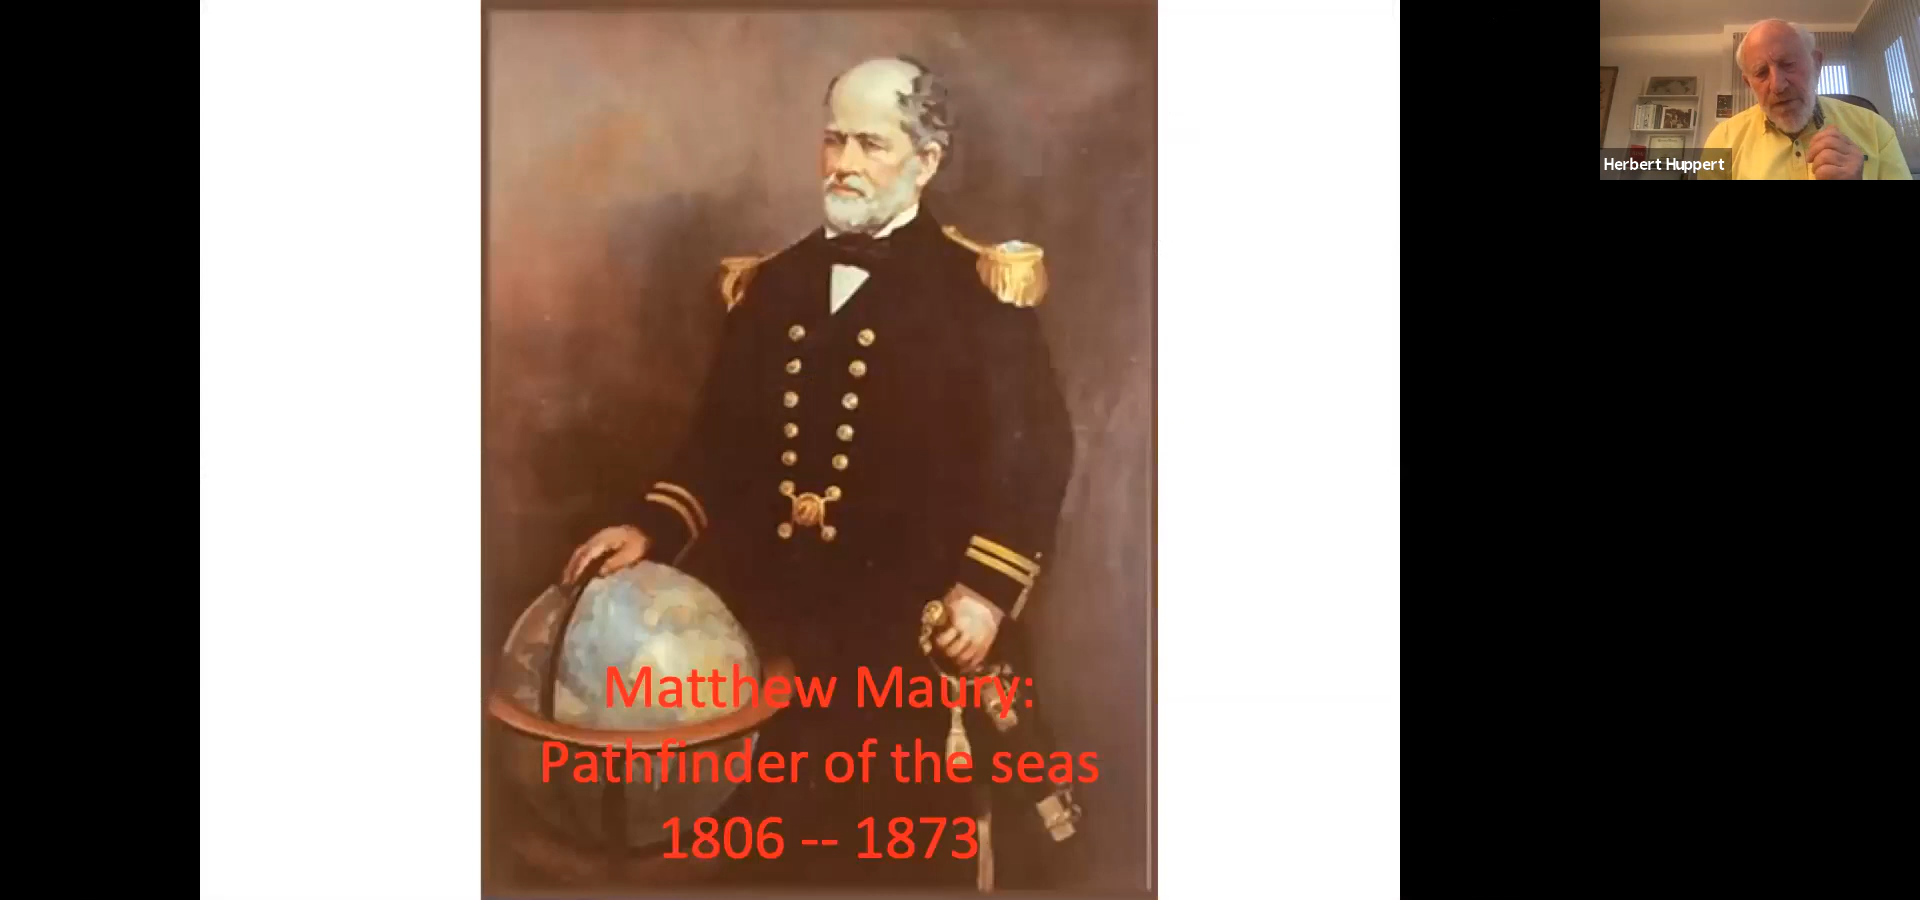 Matthew Maury:
Pathfinder of the seas
1806 -- 1873
Herbert Huppert